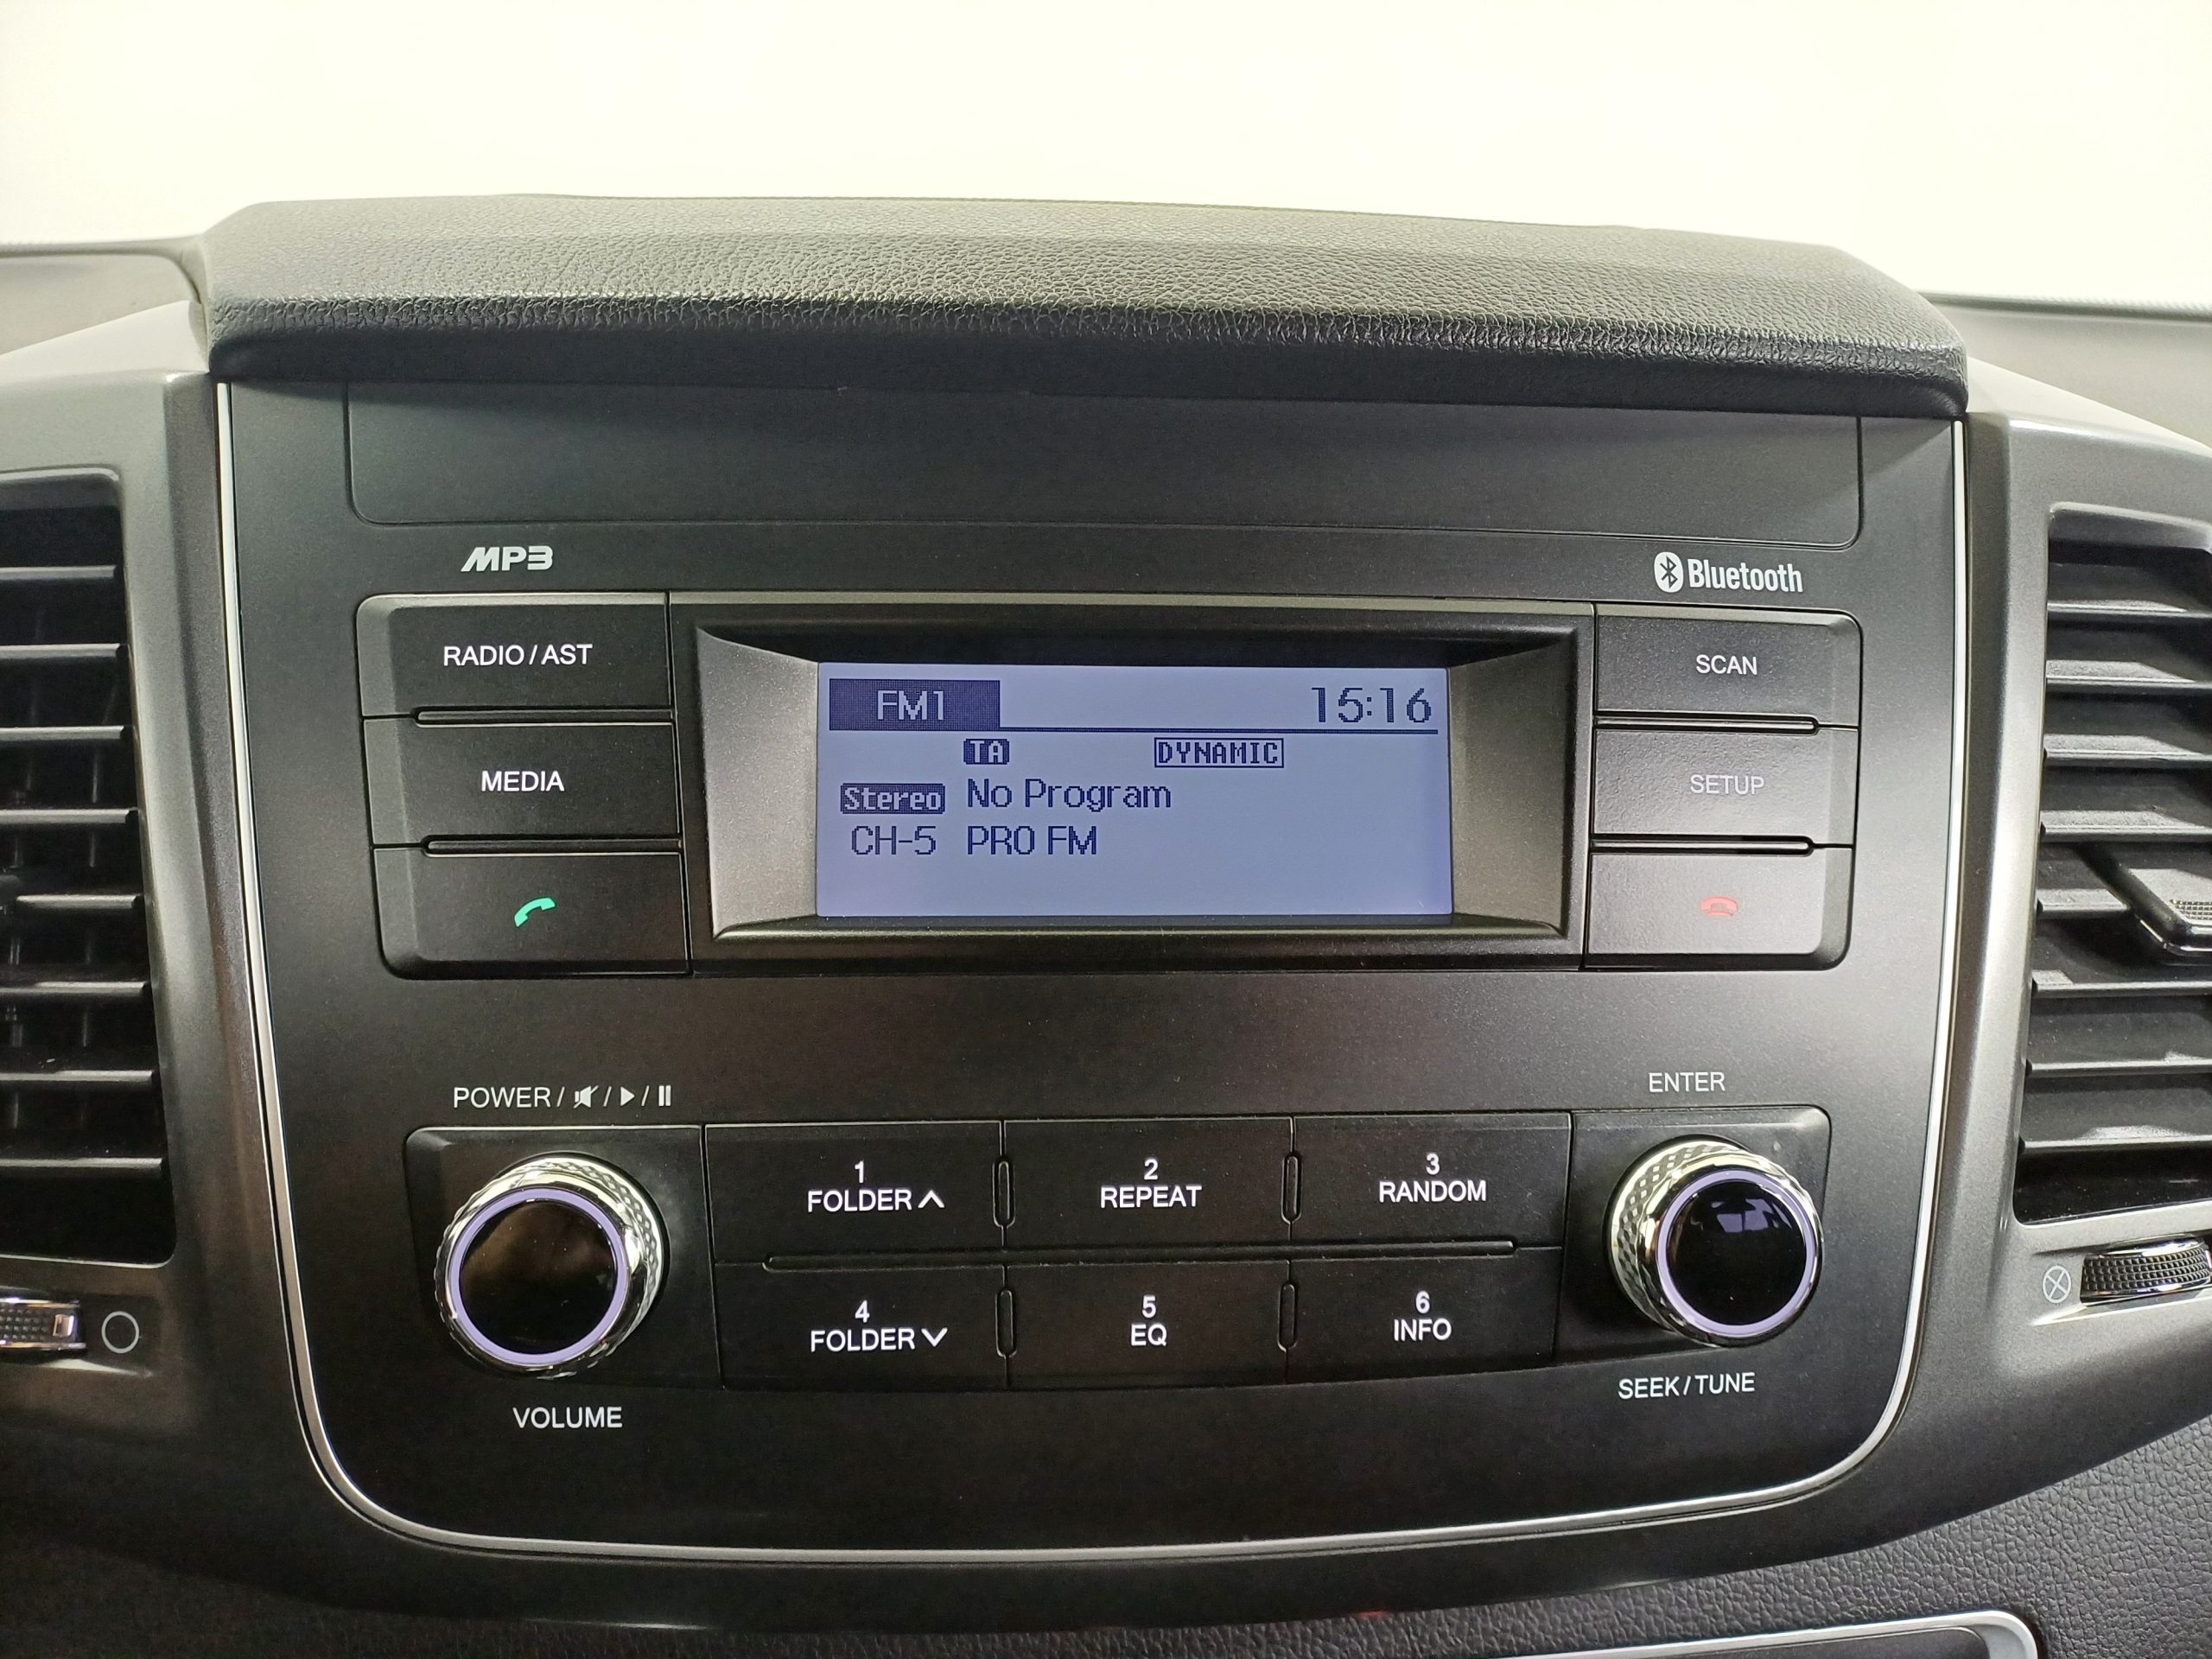 MP3
Bluetooth
RADIO / AST
SCAN
FM1
15:16
TA
DYNAMIC
MEDIA
SETUP
Stereo
No Program
CH-5
PRO FM
POWER /
ENTER
1
FOLDER
2
REPEAT
3
RANDOM
4
FOLDER
5
EQ
6
INFO
VOLUME
SEEK / TUNE